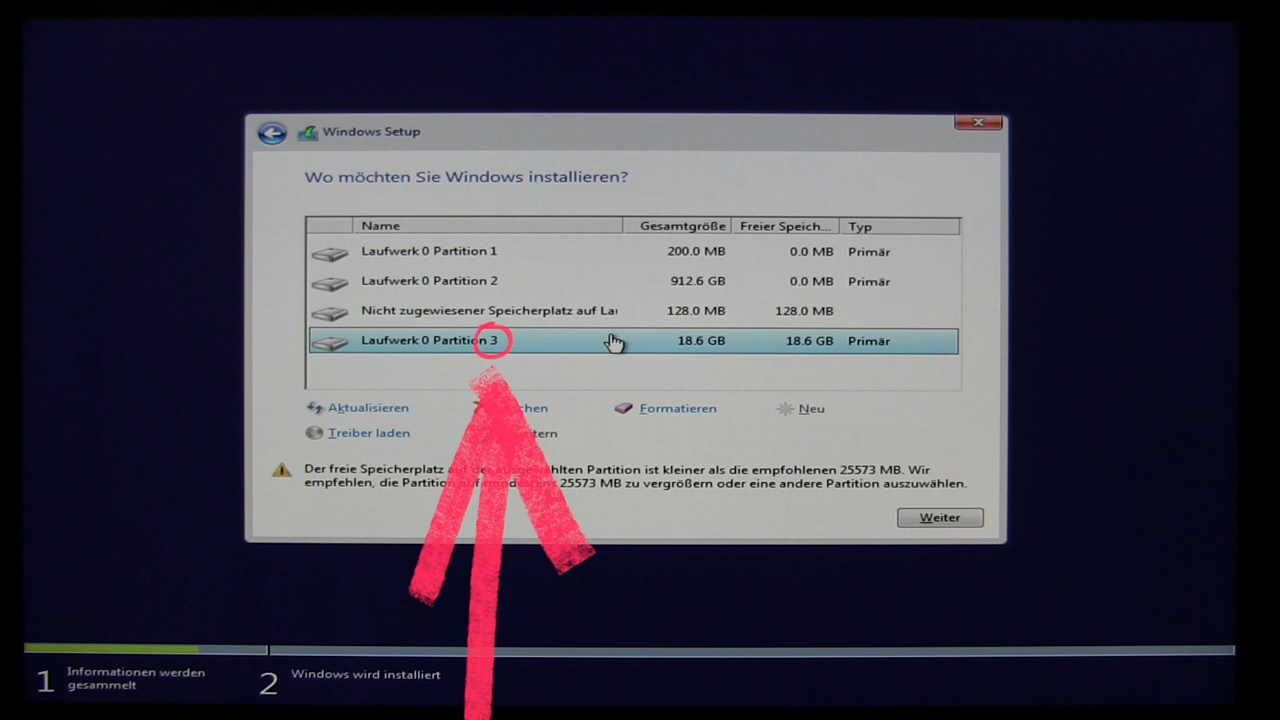 Windows Setup
Wo möchten Sie Windows installieren?
Name Gesamtgröße Freier Speich... Typ
Laufwerk 0 Partition 1 200.0 MB 0.0 MB Primär
Laufwerk 0 Partition 2 912.6 GB 0.0 MB Primär
Nicht zugewiesener Speicherplatz auf 128.0 MB 128.0 MB
Laufwerk 0 Partition 3 18.6 GB 18.6 GB Primär
Aktualisieren Formatieren Neu
Treiber laden
Der freie Speicherplatz auf der ausgewählten Partition ist kleiner als die empfohlenen 25573 MB. Wir
empfehlen, die Partition auf mindestens 25573 MB zu vergrößern oder eine andere Partition auszuwählen.
Weiter
1 Informationen werden
gesammelt
2 Windows wird installiert